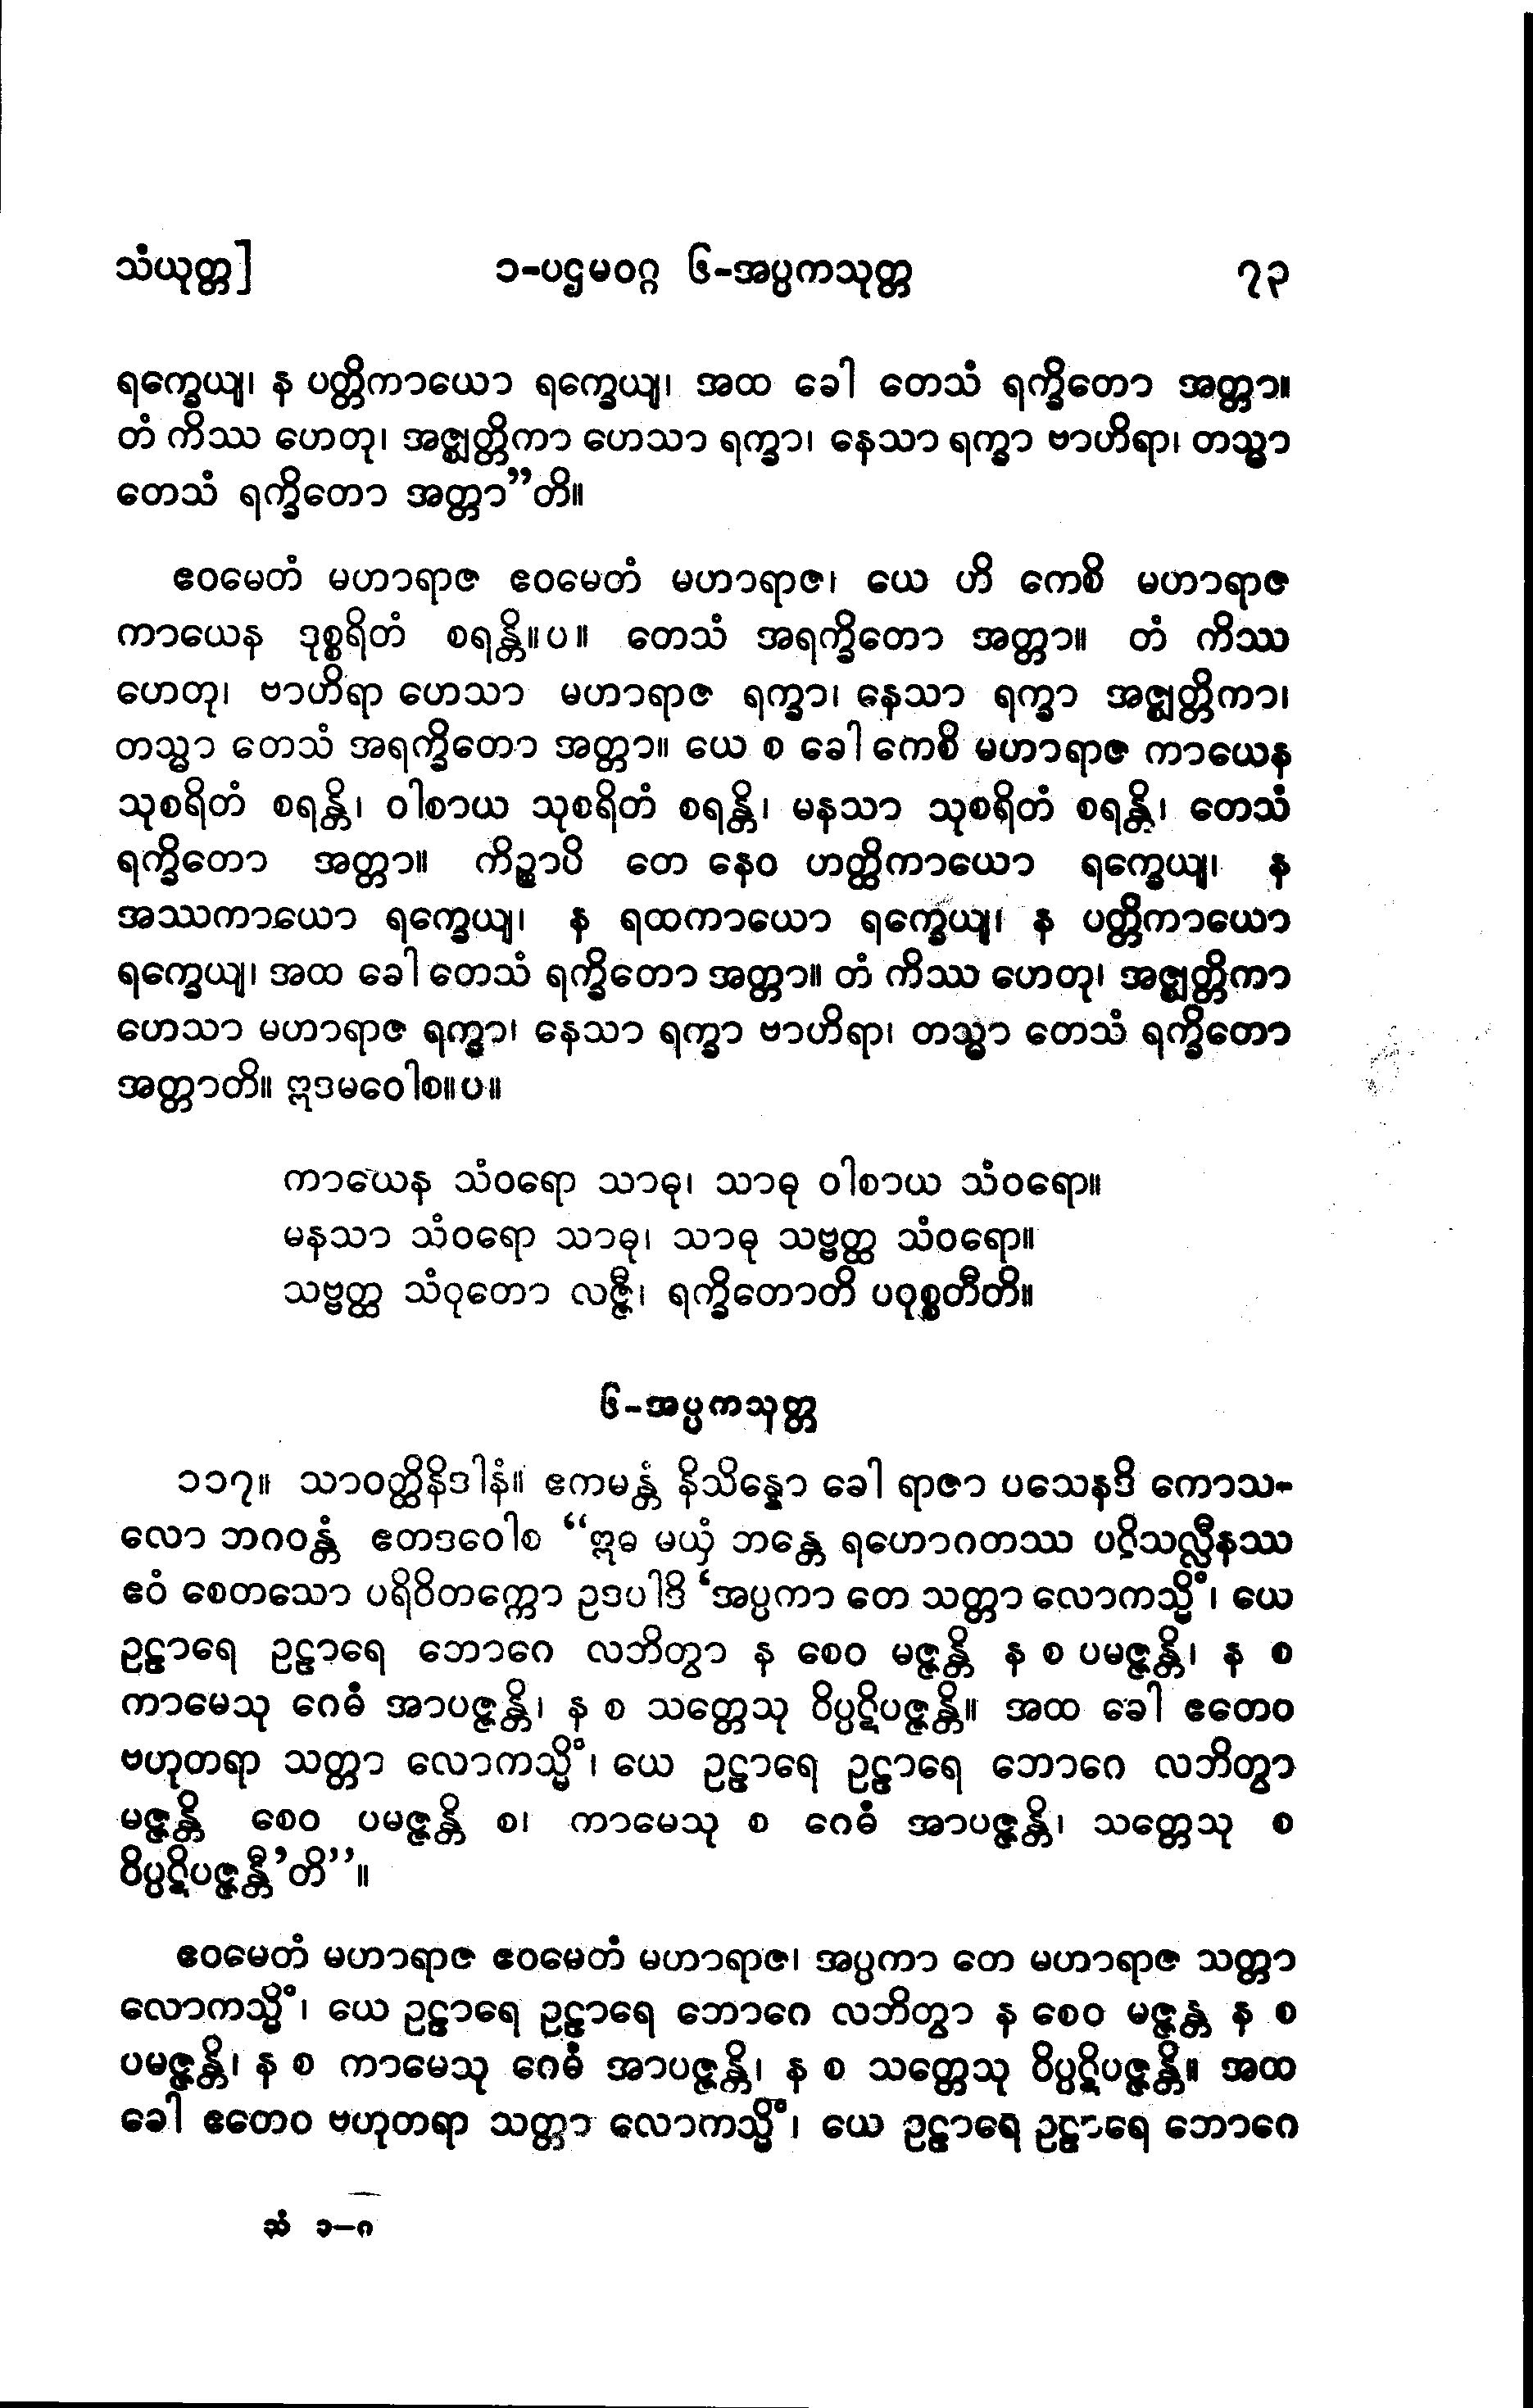 သံယုတ္တ] ၁-ပဌမဝဂ္ဂ ၆-အပ္ပကသုတ္တ ၇၃
ရက္ခေယျ၊ န ပတ္တိကာယော ရက္ခေယျ၊ အထ ခေါ တေသံ ရက္ခိတော အတ္တာ။
တံ ကိဿ ဟေတု၊ အဇ္ဈတ္တိကာ ဟေသာ ရက္ခာ၊ နေသာ ရက္ခာ ဗာဟိရာ၊ တသ္မာ
တေသံ ရက္ခိတော အတ္တာ”တိ။
ဧဝမေတံ မဟာရာဇ ဧဝမေတံ မဟာရာဇ၊ ယေ ဟိ ကေစိ မဟာရာဇ
ကာယေန ဒုစ္စရိတံ စရန္တိ။ပ။ တေသံ အရက္ခိတော အတ္တာ။ တံ ကိဿ
ဟေတု၊ ဗာဟိရာ ဟေသာ မဟာရာဇ ရက္ခာ၊ နေသာ ရက္ခာ အဇ္ဈတ္တိကာ၊
တသ္မာ တေသံ အရက္ခိတော အတ္တာ။ ယေ စ ခေါ ကေစိ မဟာရာဇ ကာယေန
သုစရိတံ စရန္တိ၊ ဝါစာယ သုစရိတံ စရန္တိ၊ မနသာ သုစရိတံ စရန္တိ၊ တေသံ
ရက္ခိတော အတ္တာ။ ကိဉ္စာပိ တေ နေဝ ဟတ္ထိကာယော ရက္ခေယျ၊ န
အဿကာယော ရက္ခေယျ၊ န ရထကာယော ရက္ခေယျ၊ န ပတ္တိကာယော
ရက္ခေယျ၊ အထ ခေါ တေသံ ရက္ခိတော အတ္တာ။ တံ ကိဿ ဟေတု၊ အဇ္ဈတ္တိကာ
ဟေသာ မဟာရာဇ ရက္ခာ၊ နေသာ ရက္ခာ ဗာဟိရာ၊ တသ္မာ တေသံ ရက္ခိတော
အတ္တာတိ။ ဣဒမဝေါစ။ပ။
ကာယေန သံဝရော သာဓု၊ သာဓု ဝါစာယ သံဝရော။
မနသာ သံဝရော သာဓု၊ သာဓု သဗ္ဗတ္ထ သံဝရော။
သဗ္ဗတ္ထ သံဝုတော လဇ္ဇီ၊ ရက္ခိတောတိ ပဝုစ္စတီတိ။
၆-အပ္ပကသုတ္တ
၁၁၇။ သာဝတ္ထိနိဒါနံ။ ဧကမန္တံ နိသိန္နော ခေါ ရာဇာ ပသေနဒိ ကောသ-
လော ဘဂဝန္တံ ဧတဒဝေါစ “ဣဓ မယှံ ဘန္တေ ရဟောဂတဿ ပဋိသလ္လီနဿ
ဧဝံ စေတသော ပရိဝိတက္ကော ဥဒပါဒိ ‘အပ္ပကာ တေ သတ္တာ လောကသ္မိံ၊ ယေ
ဥဠာရေ ဥဠာရေ ဘောဂေ လဘိတွာ န စေဝ မဇ္ဇန္တိ န စ ပမဇ္ဇန္တိ၊ န စ
ကာမေသု ဂေဓံ အာပဇ္ဇန္တိ၊ န စ သတ္တေသု ဝိပ္ပဋိပဇ္ဇန္တိ။ အထ ခေါ ဧတေဝ
ဗဟုတရာ သတ္တာ လောကသ္မိံ၊ ယေ ဥဠာရေ ဥဠာရေ ဘောဂေ လဘိတွာ
မဇ္ဇန္တိ စေဝ ပမဇ္ဇန္တိ စ၊ ကာမေသု စ ဂေဓံ အာပဇ္ဇန္တိ၊ သတ္တေသု စ
ဝိပ္ပဋိပဇ္ဇန္တီ’တိ’’။
ဧဝမေတံ မဟာရာဇ ဧဝမေတံ မဟာရာဇ၊ အပ္ပကာ တေ မဟာရာဇ သတ္တာ
လောကသ္မိံ၊ ယေ ဥဠာရေ ဥဠာရေ ဘောဂေ လဘိတွာ န စေဝ မဇ္ဇန္တ န စ
ပမဇ္ဇန္တိ၊ န စ ကာမေသု ဂေဓံ အာပဇ္ဇန္တိ၊ န စ သတ္တေသု ဝိပ္ပဋိပဇ္ဇန္တိ။ အထ
ခေါ ဧတေဝ ဗဟုတရာ သတ္တာ လောကသ္မိံ၊ ယေ ဥဠာရေ ဥဠာရေ ဘောဂေ
ဆံ ၁-ဂ